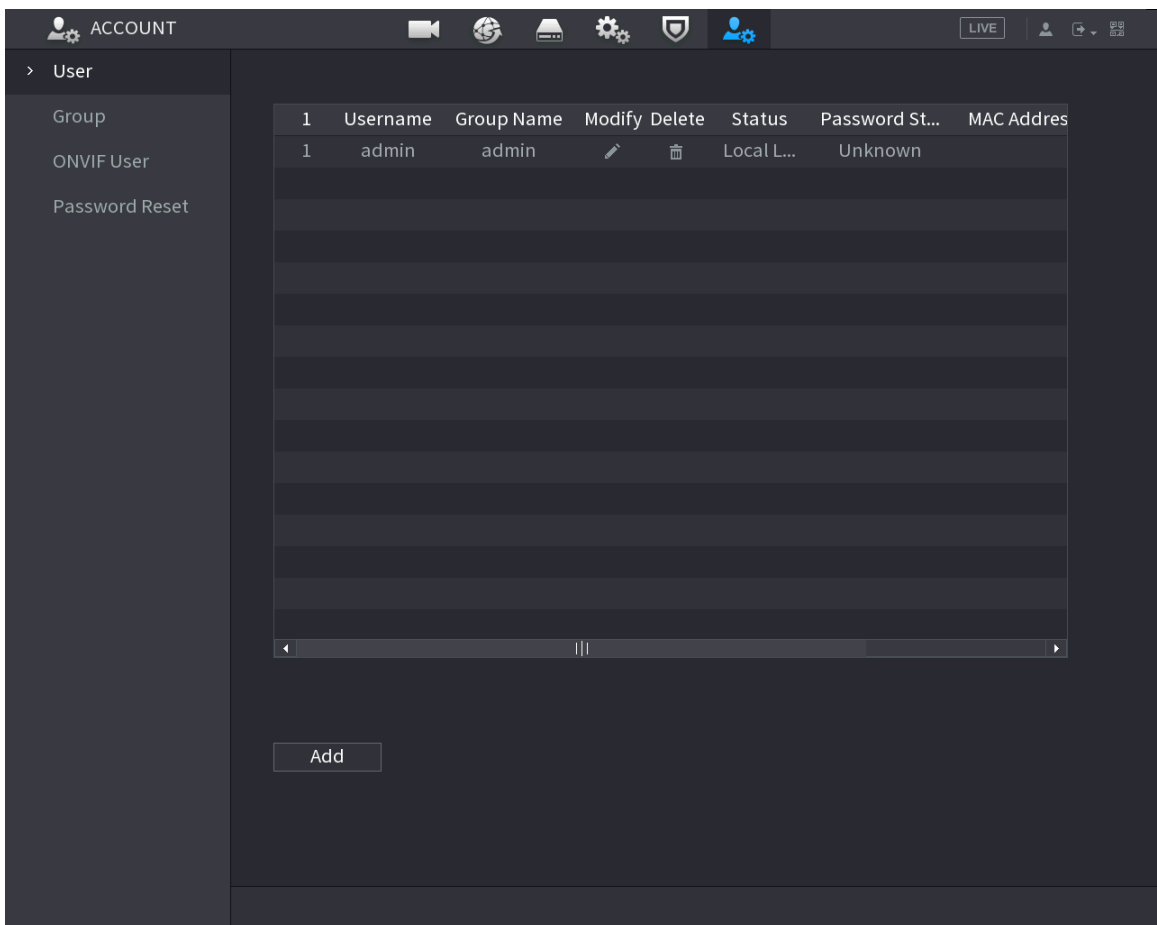 ACCOUNT LIVE
User
Group
ONVIF User
Password Reset
1 Username Group Name Modify Delete Status Password St... MAC Addres
1 admin admin Local L... Unknown
Add